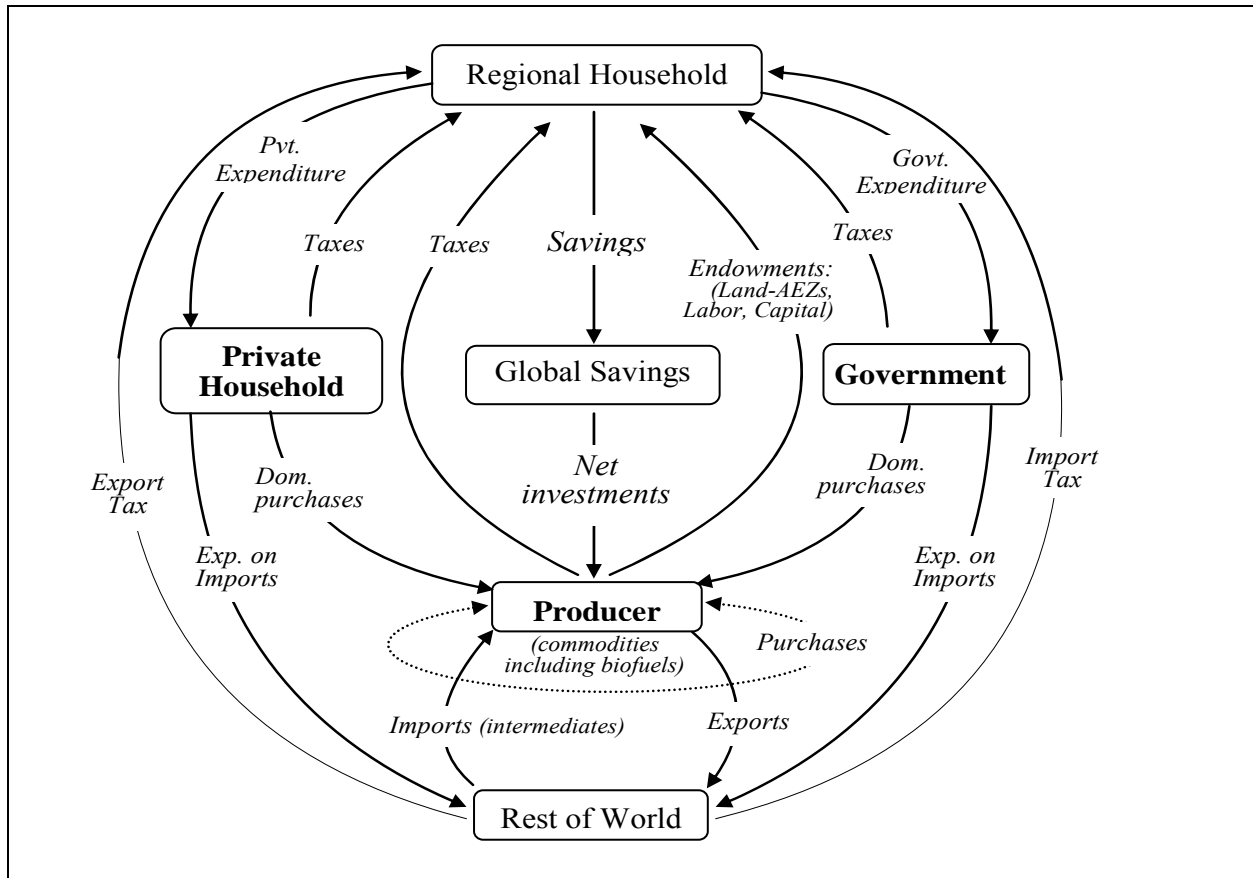 Regional Household
Pvt.
Expenditure
Govt.
Expenditure
Taxes
Taxes
Savings
Taxes
Endowments:
(Land-AEZs,
Labor, Capital)
Private
Household
Global Savings
Government
Export
Tax
Dom.
purchases
Net
investments
Dom.
purchases
Import
Tax
Exp. on
Imports
Exp. on
Imports
Producer
(commodities
including biofuels)
Purchases
Imports (intermediates)
Exports
Rest of World